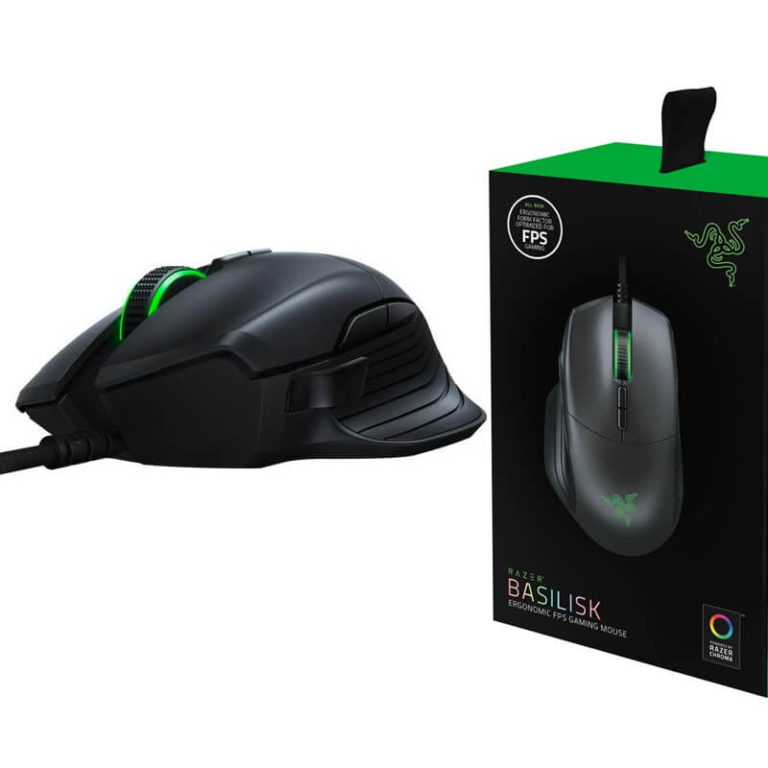 ALL NEW
ERGONOMIC
FORM FACTOR
OPTIMIZED FOR
FPS
GAMING
RAZER
BASILISK
ERGONOMIC FPS GAMING MOUSE
POWERED BY
RAZER
CHROMA
™